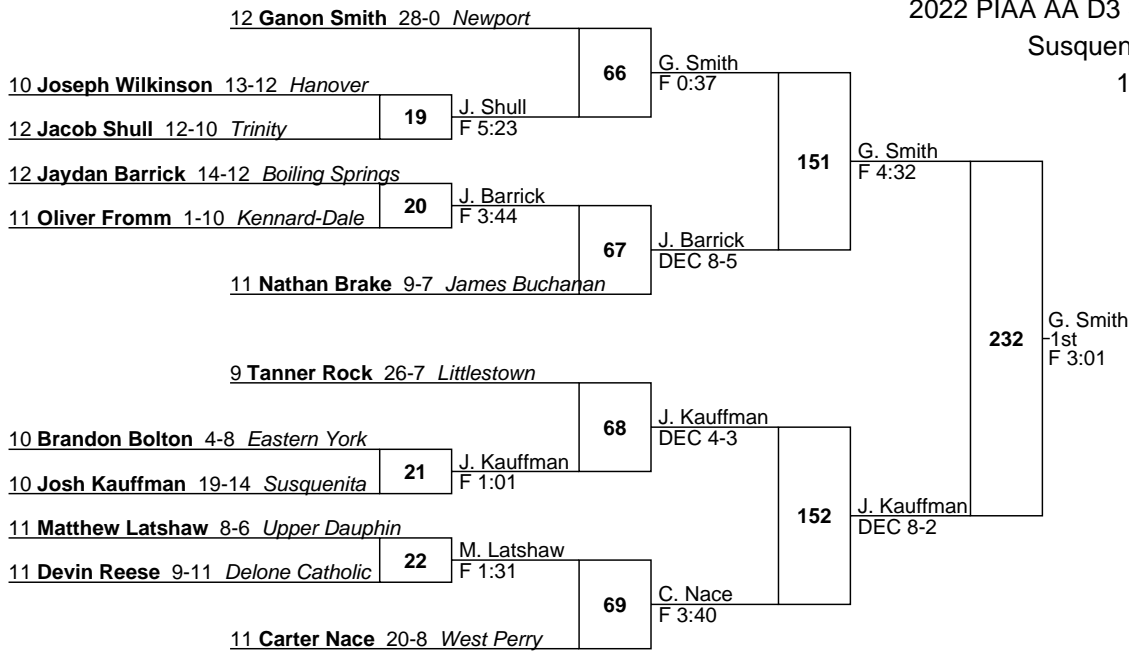 2022 PIAA AA D3
Susquen
1
12 Ganon Smith 28-0 Newport
66
G. Smith
F 0:37
10 Joseph Wilkinson 13-12 Hanover
19
J. Shull
F 5:23
12 Jacob Shull 12-10 Trinity
151
G. Smith
F 4:32
12 Jaydan Barrick 14-12 Boiling Springs
20
J. Barrick
F 3:44
11 Oliver Fromm 1-10 Kennard-Dale
67
J. Barrick
DEC 8-5
11 Nathan Brake 9-7 James Buchanan
232
G. Smith
1st
F 3:01
9 Tanner Rock 26-7 Littlestown
68
J. Kauffman
DEC 4-3
10 Brandon Bolton 4-8 Eastern York
21
J. Kauffman
F 1:01
10 Josh Kauffman 19-14 Susquenita
152
J. Kauffman
DEC 8-2
11 Matthew Latshaw 8-6 Upper Dauphin
22
M. Latshaw
F 1:31
11 Devin Reese 9-11 Delone Catholic
69
C. Nace
F 3:40
11 Carter Nace 20-8 West Perry